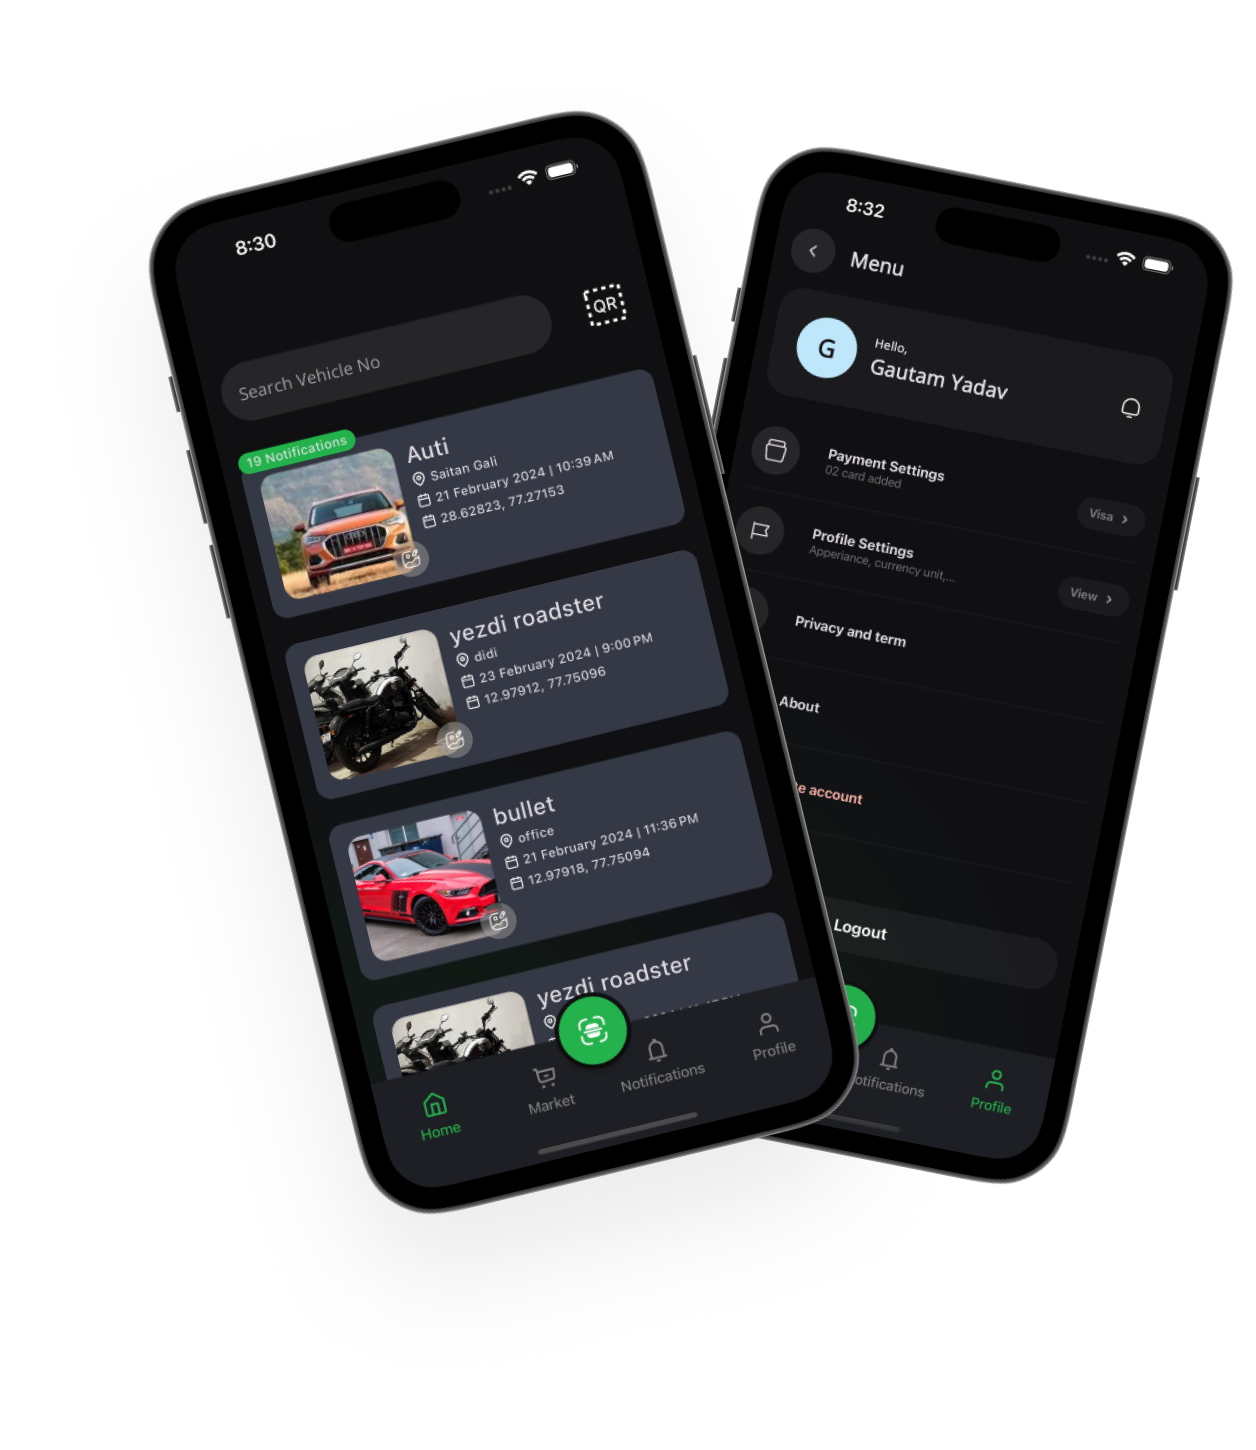 8:30
QR
Search Vehicle No
19 Notifications
Auti
Saitan Gali
21 February 2024 | 10:39 AM
28.62823, 77.27153
yezdi roadster
didi
23 February 2024 | 9:00 PM
12.97912, 77.75096
bullet
office
21 February 2024 | 11:36 PM
12.97918, 77.75094
yezdi roadster
Home
Market
Notifications
Profile
8:32
Menu
G
Hello,
Gautam Yadav
Payment Settings
02 card added
Visa
Profile Settings
Apperiance, currency unit,...
View
Privacy and term
About
account
Logout
otifications
Profile